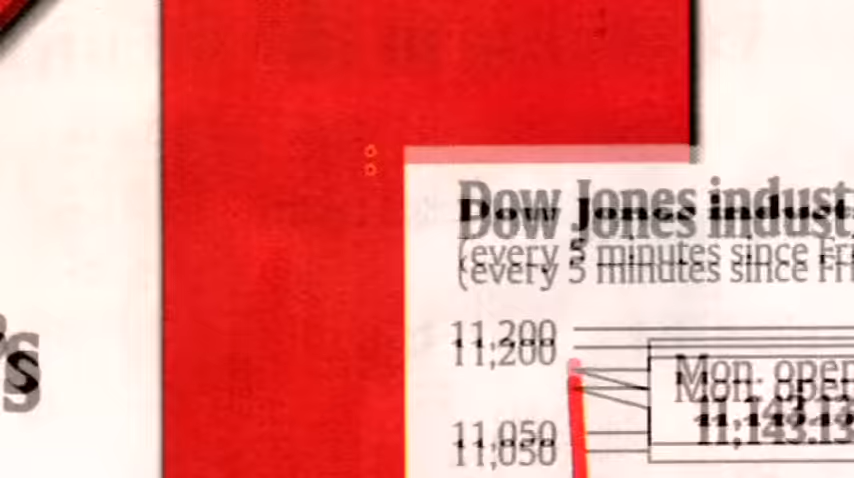 's
Dow Jones indust
(every 5 minutes since Fri
11,200
Mon. open
11,143.13
11,050